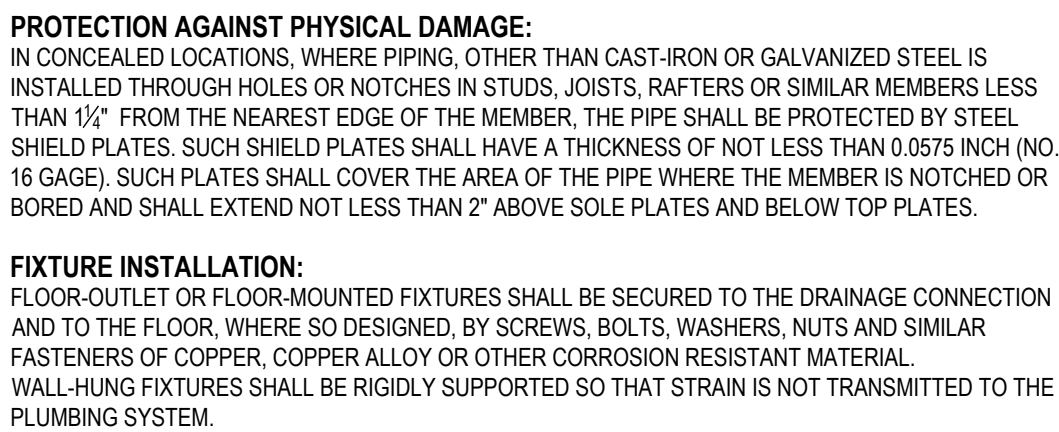 PROTECTION AGAINST PHYSICAL DAMAGE:
IN CONCEALED LOCATIONS, WHERE PIPING, OTHER THAN CAST-IRON OR GALVANIZED STEEL IS
INSTALLED THROUGH HOLES OR NOTCHES IN STUDS, JOISTS, RAFTERS OR SIMILAR MEMBERS LESS
THAN 1¼" FROM THE NEAREST EDGE OF THE MEMBER, THE PIPE SHALL BE PROTECTED BY STEEL
SHIELD PLATES. SUCH SHIELD PLATES SHALL HAVE A THICKNESS OF NOT LESS THAN 0.0575 INCH (NO.
16 GAGE). SUCH PLATES SHALL COVER THE AREA OF THE PIPE WHERE THE MEMBER IS NOTCHED OR
BORED AND SHALL EXTEND NOT LESS THAN 2" ABOVE SOLE PLATES AND BELOW TOP PLATES.
FIXTURE INSTALLATION:
FLOOR-OUTLET OR FLOOR-MOUNTED FIXTURES SHALL BE SECURED TO THE DRAINAGE CONNECTION
AND TO THE FLOOR, WHERE SO DESIGNED, BY SCREWS, BOLTS, WASHERS, NUTS AND SIMILAR
FASTENERS OF COPPER, COPPER ALLOY OR OTHER CORROSION RESISTANT MATERIAL.
WALL-HUNG FIXTURES SHALL BE RIGIDLY SUPPORTED SO THAT STRAIN IS NOT TRANSMITTED TO THE
PLUMBING SYSTEM.